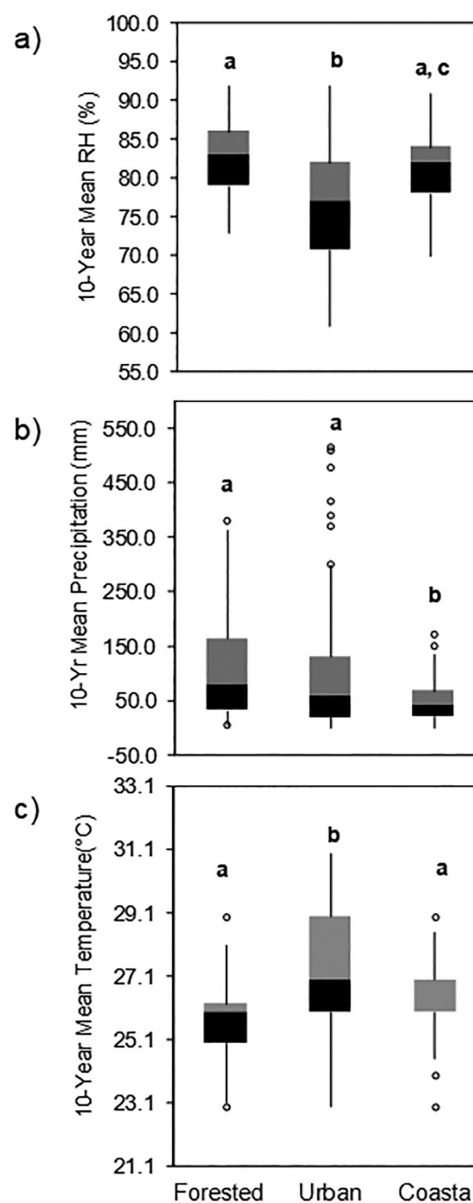 a)
10-Year Mean RH (%)
100.0
95.0
90.0
85.0
80.0
75.0
70.0
65.0
60.0
55.0
a
b
a, c
b)
10-Yr Mean Precipitation (mm)
550.0
450.0
350.0
250.0
150.0
50.0
-50.0
a
a
b
c)
10-Year Mean Temperature(°C)
33.1
31.1
29.1
27.1
25.1
23.1
21.1
a
b
a
Forested Urban Coasta